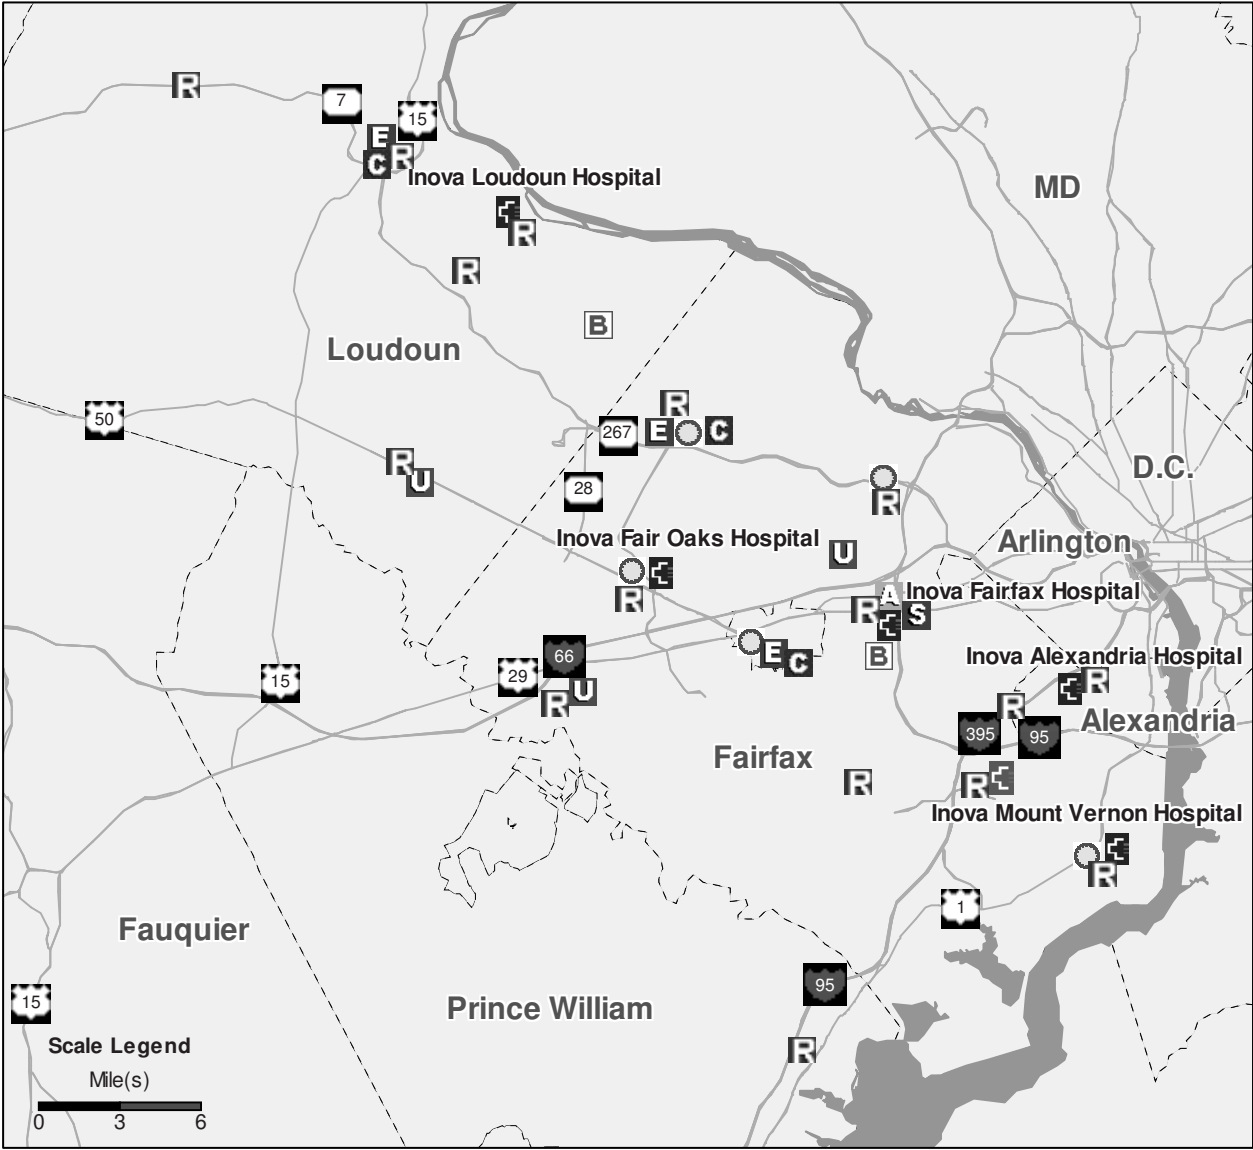 R
7
15
E
C
R
Inova Loudoun Hospital
MD
R
R
B
Loudoun
50
R
267
E
C
D.C.
R
U
28
R
Inova Fair Oaks Hospital
U
Arlington
R
A
Inova Fairfax Hospital
R
S
66
E
C
B
Inova Alexandria Hospital
15
29
U
R
R
R
Alexandria
395
95
Fairfax
R
R
Inova Mount Vernon Hospital
R
1
Fauquier
95
15
Prince William
Scale Legend
R
Mile(s)
0 3 6